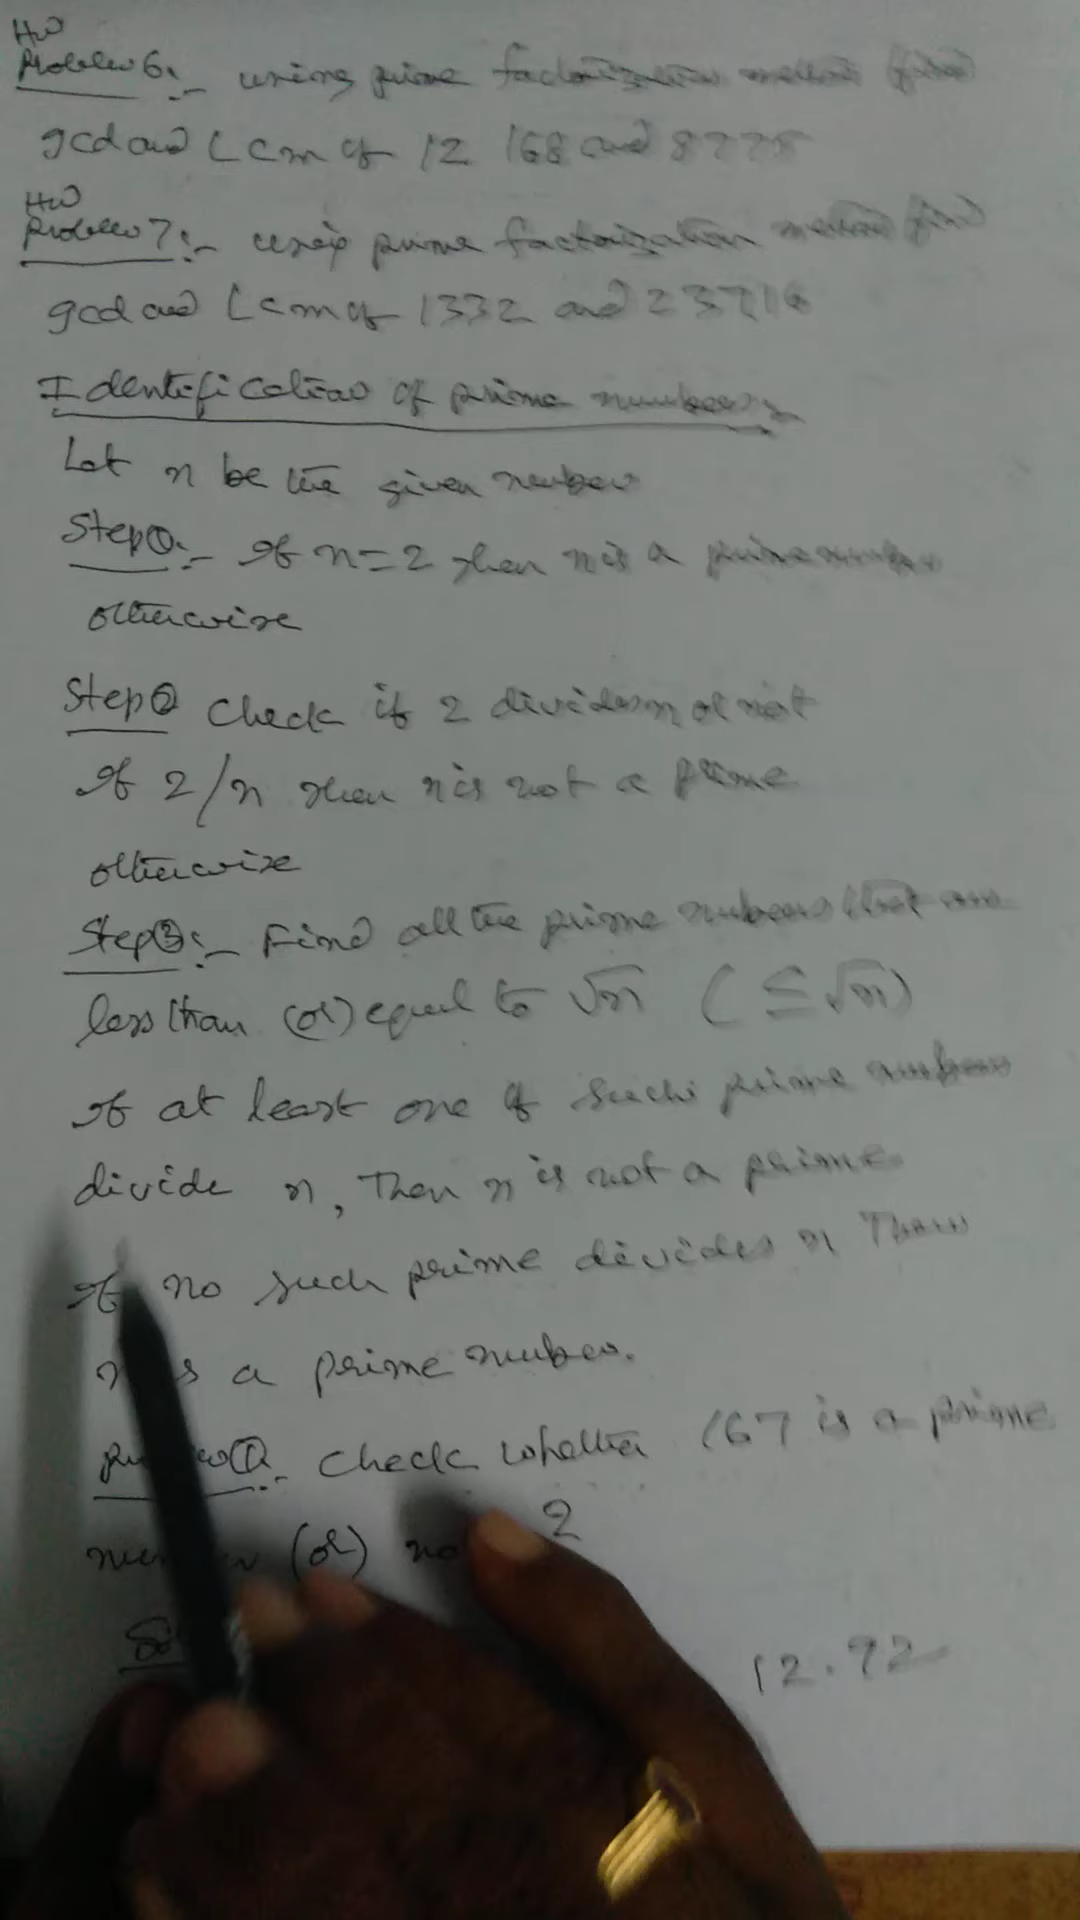 HW
Problem 6:- using prime factorization method find
gcd and Lcm of 12 168 and
HW
Problem 7:- using prime factorization method find
gcd and Lcm of 1332 and 23716
Identification of prime numbers
Let n be the given number
Step①:- If n=2 then n is a prime number
otherwise
Step② Check if 2 divides n or not
If 2/n then n is not a prime
otherwise
Step③:- Find all the prime numbers that are
less than (or) equal to √n (≤√n)
If at least one of such prime numbers
divide n, Then n is not a prime
If no such prime divides n Then
n is a prime number.
①:- Check whether 167 is a prime
(or) 2
12.92